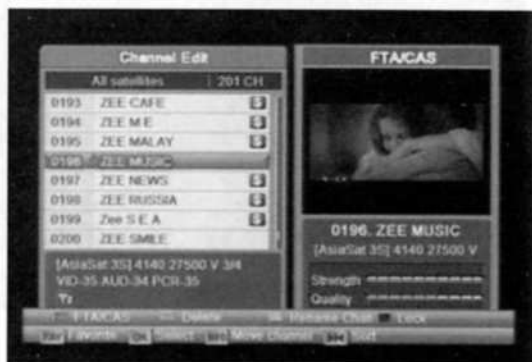 Channel Edit
All satellites 201 CH
0193 ZEE CAFE $
0194 ZEE M E $
0195 ZEE MALAY $
0196 ZEE MUSIC
0197 ZEE NEWS $
0198 ZEE RUSSIA $
0199 Zee S E A $
0200 ZEE SMILE
[AsiaSat 3S] 4140 27500 V 3/4
VID-35 AUD-34 PCR-35
FTA/CAS
0196. ZEE MUSIC
[AsiaSat 3S] 4140 27500 V
Strength
Quality
FTA/CAS Delete Rename Chan Lock
FAV Favorite OK Select Move channel Sort